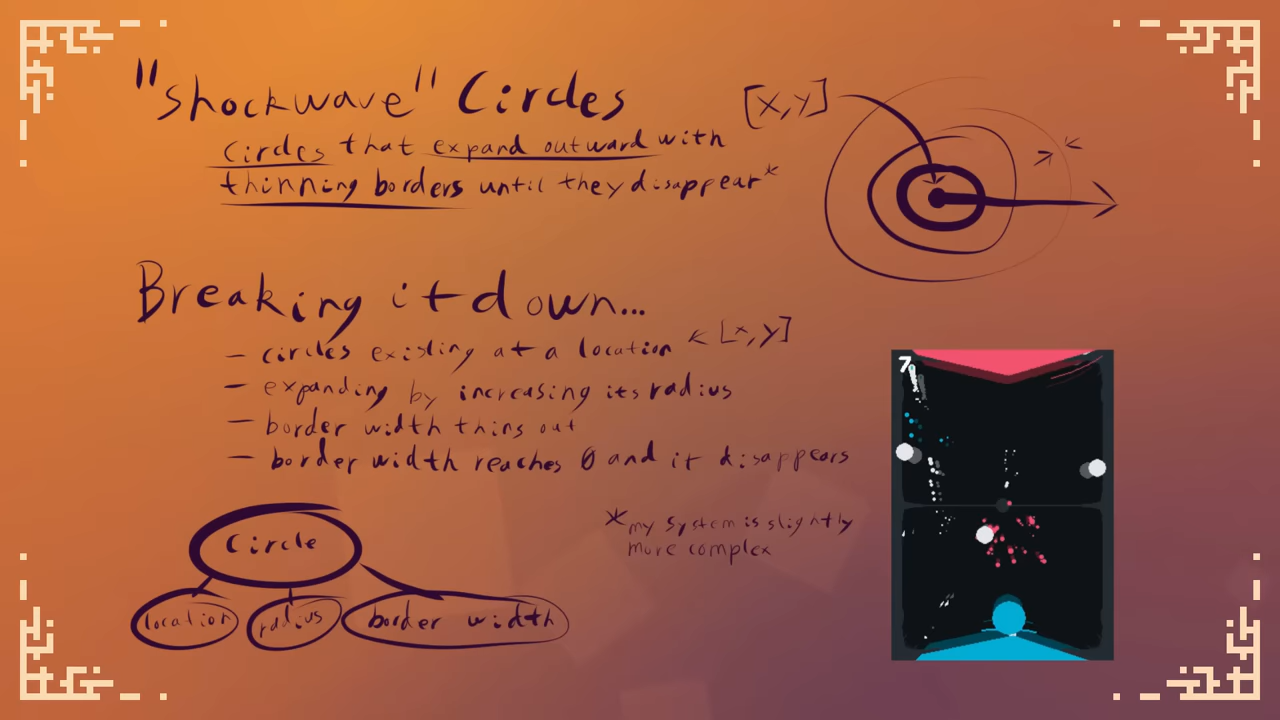 "Shockwave" Circles
Circles that expand outward with
thinning borders until they disappear*
[x,y]
Breaking it down...
- circles existing at a location < [x,y]
- expanding by increasing its radius
- border width thins out
- border width reaches 0 and it disappears
7
*my system is slightly
more complex
Circle
location radius border width